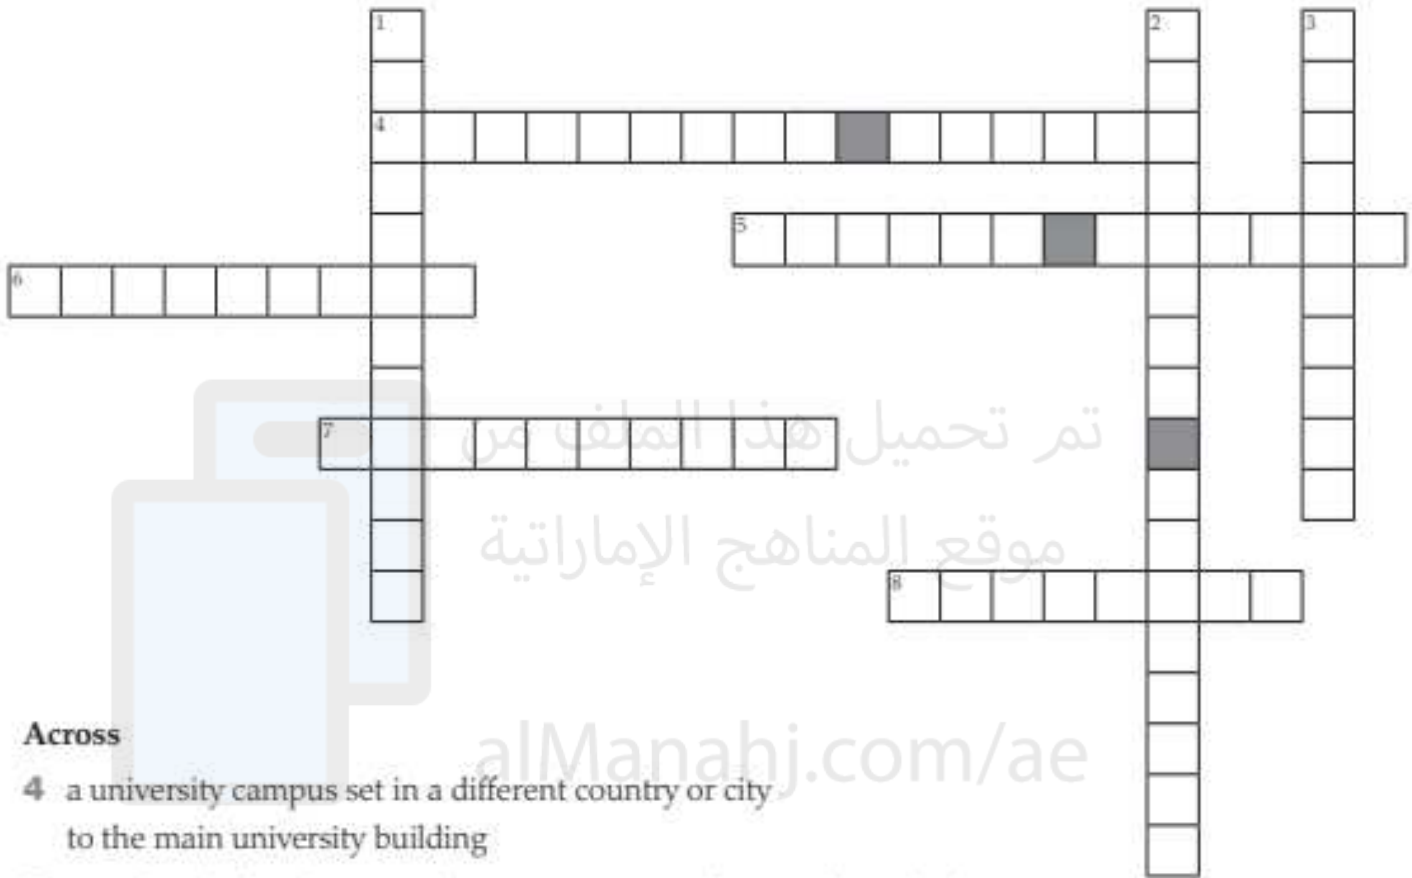 1
2
3
4
5
6
7
8
تم تحميل هذا الملف من
موقع المناهج الإماراتية
alManahj.com/ae
Across
4 a university campus set in a different country or city
to the main university building